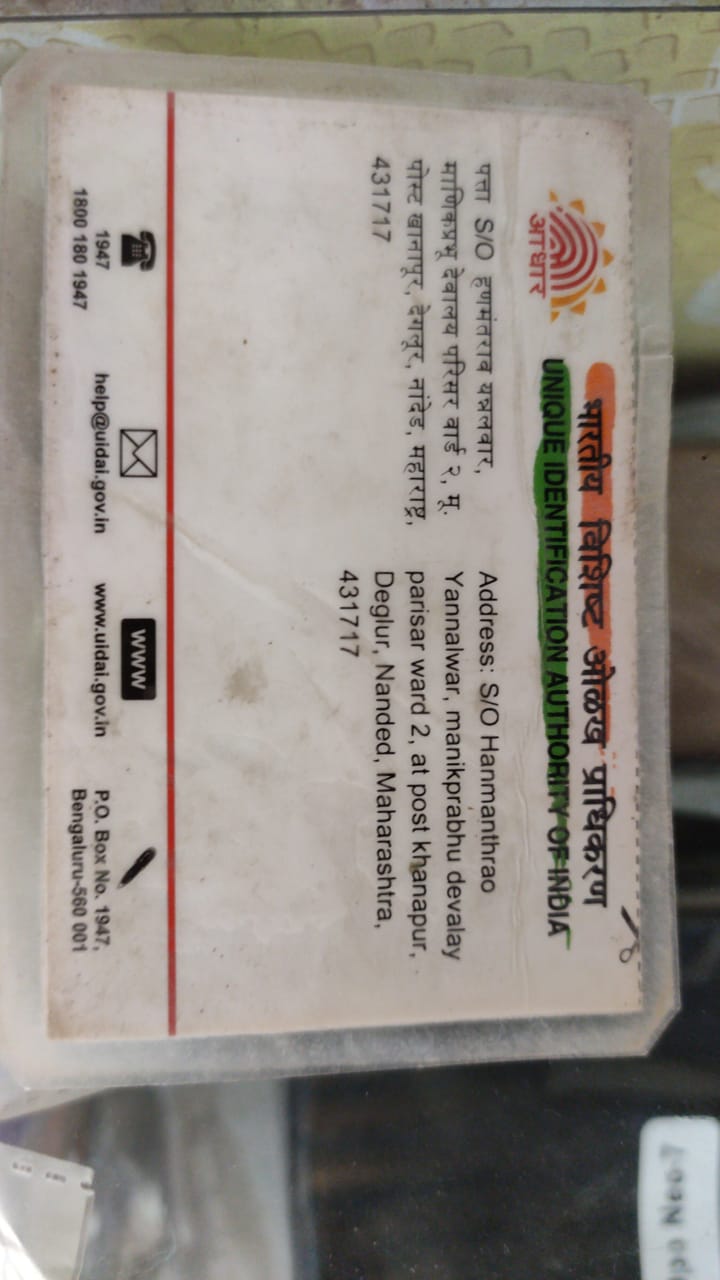 आधार
भारतीय विशिष्ट ओळख प्राधिकरण
UNIQUE IDENTIFICATION AUTHORITY OF INDIA
पत्ता S/O हणमंतराव यन्नलवार,
माणिकप्रभू देवालय परिसर वार्ड २, मू.
पोस्ट खानापूर, देगलूर, नांदेड, महाराष्ट्र,
431717
Address: S/O Hanmanthrao
Yannalwar, manikprabhu devalay
parisar ward 2, at post khanapur,
Deglur, Nanded, Maharashtra,
431717
1947
1800 180 1947
help@uidai.gov.in
WWW
www.uidai.gov.in
P.O. Box No. 1947,
Bengaluru-560 001